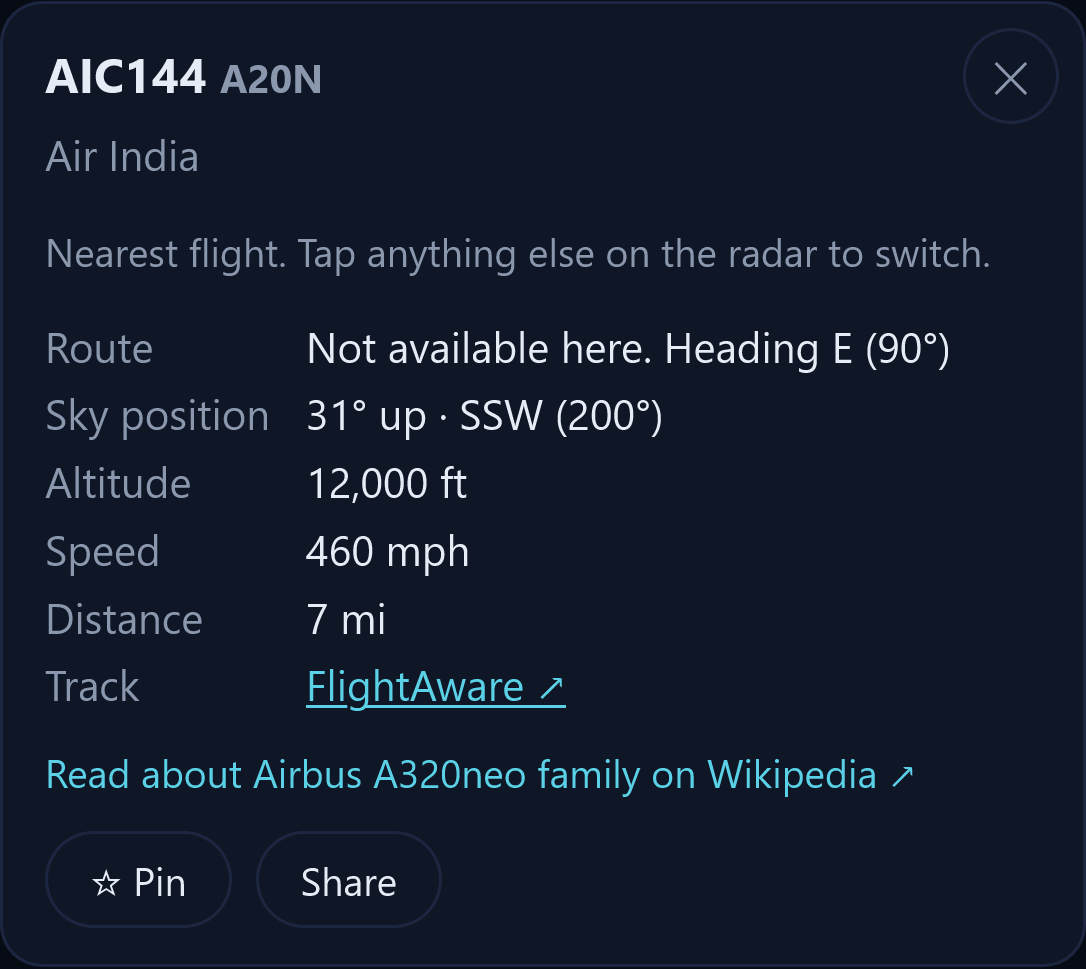 AIC144 A20N
Air India
Nearest flight. Tap anything else on the radar to switch.
Route Not available here. Heading E (90°)
Sky position 31° up · SSW (200°)
Altitude 12,000 ft
Speed 460 mph
Distance 7 mi
Track FlightAware ↗
Read about Airbus A320neo family on Wikipedia ↗
☆ Pin Share